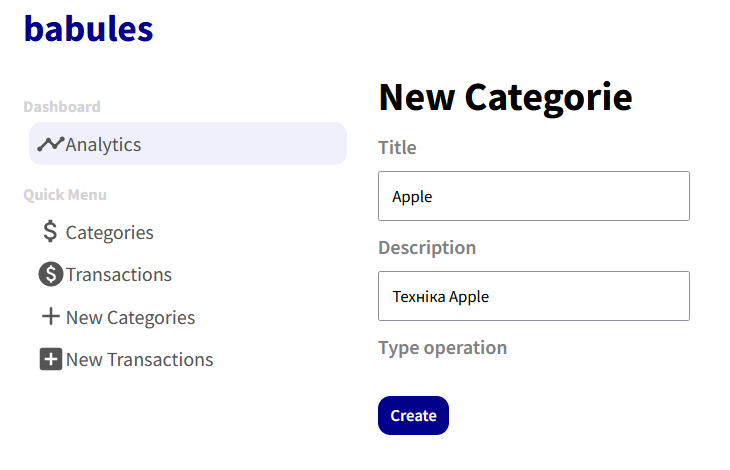 babules
Dashboard
Analytics
Quick Menu
Categories
Transactions
New Categories
New Transactions
New Categorie
Title
Apple
Description
Техніка Apple
Type operation
Create